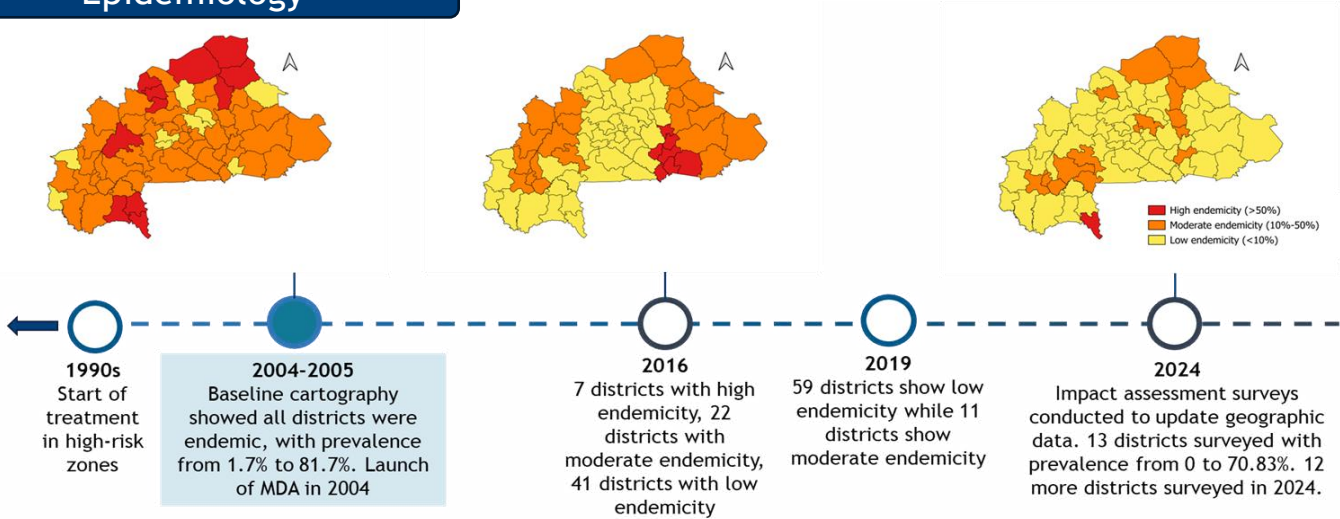 Epidemiology
High endemicity (>50%)
Moderate endemicity (10%-50%)
Low endemicity (<10%)
1990s
Start of
treatment
in high-risk
zones
2004-2005
Baseline cartography
showed all districts were
endemic, with prevalence
from 1.7% to 81.7%. Launch
of MDA in 2004
2016
7 districts with high
endemicity, 22
districts with
moderate endemicity,
41 districts with low
endemicity
2019
59 districts show low
endemicity while 11
districts show
moderate endemicity
2024
Impact assessment surveys
conducted to update geographic
data. 13 districts surveyed with
prevalence from 0 to 70.83%. 12
more districts surveyed in 2024.